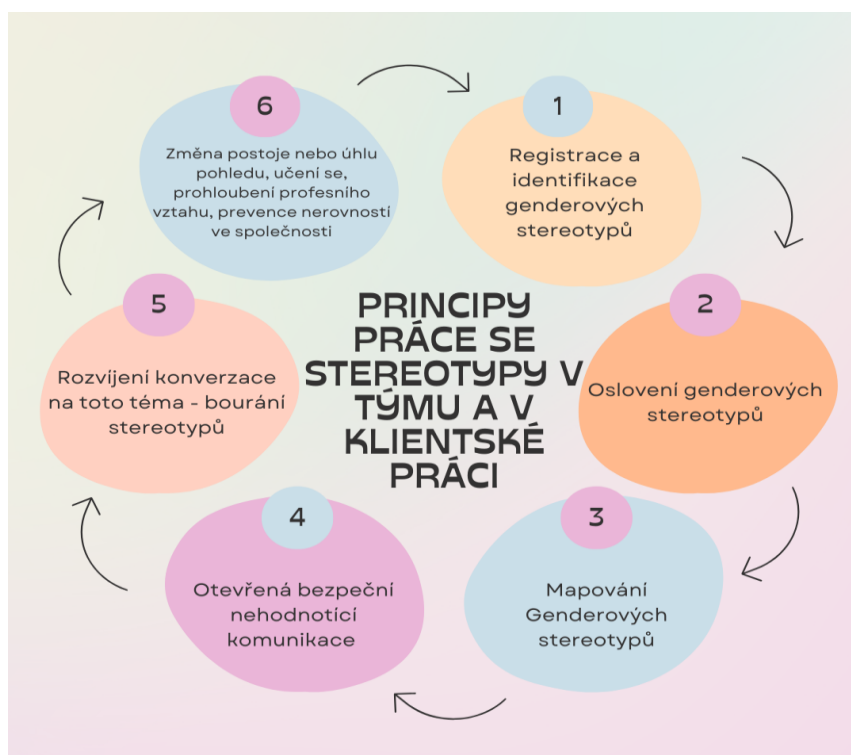 PRINCIPY
PRÁCE SE
STEREOTYPY V
TÝMU A V
KLIENTSKÉ
PRÁCI
1
Registrace a
identifikace
genderových
stereotypů
2
Oslovení genderových
stereotypů
3
Mapování
Genderových
stereotypů
4
Otevřená bezpeční
nehodnotící
komunikace
5
Rozvíjení konverzace
na toto téma - bourání
stereotypů
6
Změna postoje nebo úhlu
pohledu, učení se,
prohloubení profesního
vztahu, prevence nerovností
ve společnosti